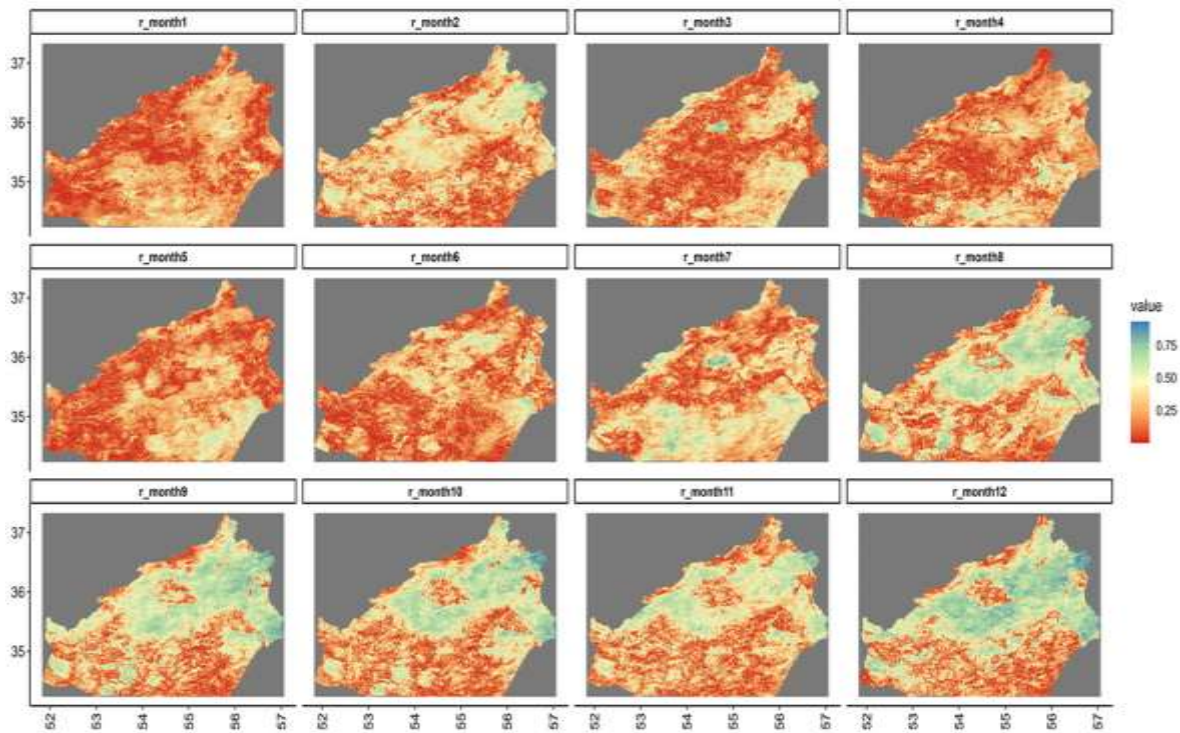 r_month1 r_month2 r_month3 r_month4
37
36
35
r_month5 r_month6 r_month7 r_month8
37
36
35
value
0.75
0.50
0.25
r_month9 r_month10 r_month11 r_month12
37
36
35
52 53 54 55 56 57 52 53 54 55 56 57 52 53 54 55 56 57 52 53 54 55 56 57